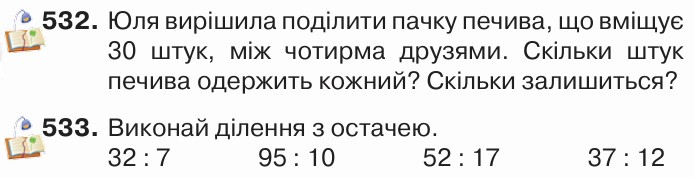 532. Юля вирішила поділити пачку печива, що вміщує
30 штук, між чотирма друзями. Скільки штук
печива одержить кожний? Скільки залишиться?
533. Виконай ділення з остачею.
32 : 7 95 : 10 52 : 17 37 : 12